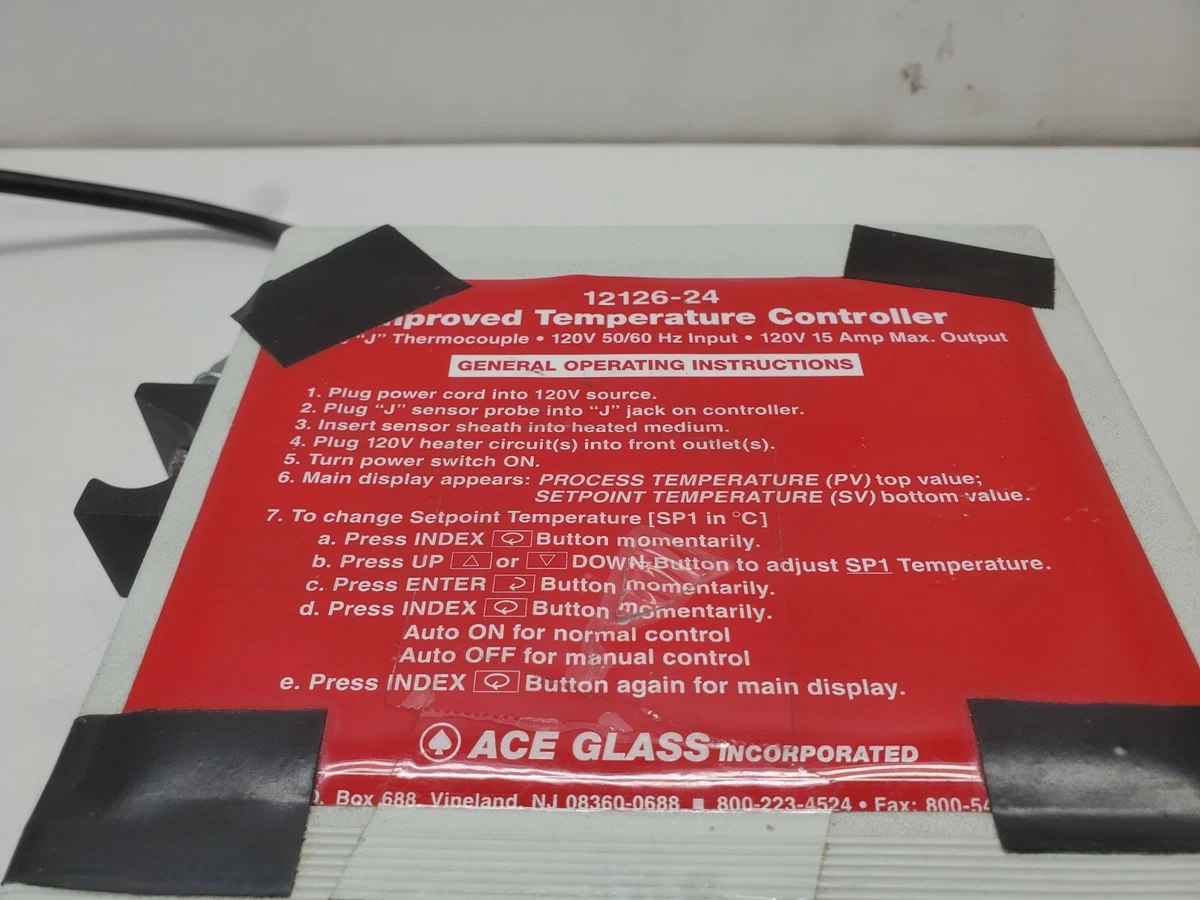 12126-24
Temperature Controller
"J" Thermocouple • 120V 50/60 Hz Input • 120V 15 Amp Max. Output
GENERAL OPERATING INSTRUCTIONS
1. Plug power cord into 120V source.
2. Plug "J" sensor probe into "J" jack on controller.
3. Insert sensor sheath into heated medium.
4. Plug 120V heater circuit(s) into front outlet(s).
5. Turn power switch ON.
6. Main display appears: PROCESS TEMPERATURE (PV) top value;
SETPOINT TEMPERATURE (SV) bottom value.
7. To change Setpoint Temperature [SP1 in °C]
a. Press INDEX Button momentarily.
b. Press UP △ or ▽ DOWN Button to adjust SP1 Temperature.
c. Press ENTER Button momentarily.
d. Press INDEX Button momentarily.
Auto ON for normal control
Auto OFF for manual control
e. Press INDEX Button again for main display.
ACE GLASS INCORPORATED
Box 688, Vineland, NJ 08360-0688 ■ 800-223-4524 • Fax: 800-54